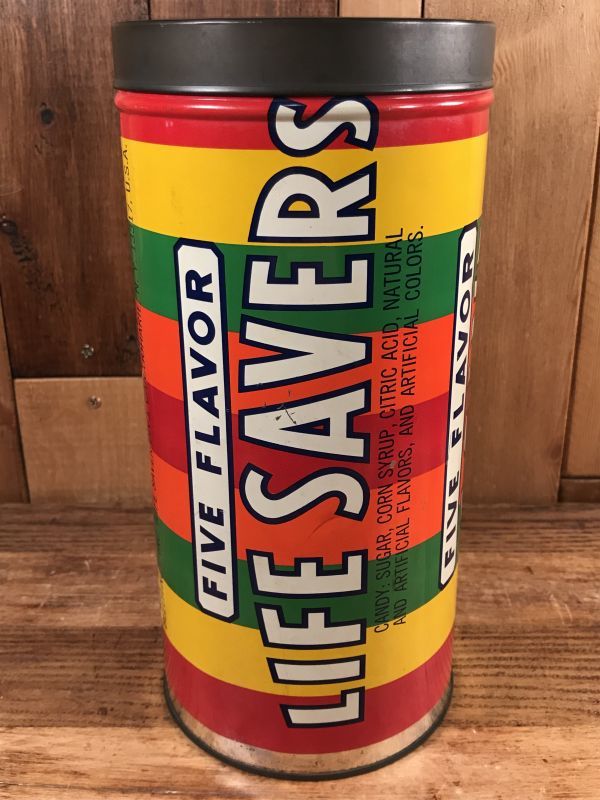 17, U.S.A.
FIVE FLAVOR
LIFE SAVERS
CANDY: SUGAR, CORN SYRUP, CITRIC ACID, NATURAL
AND ARTIFICIAL FLAVORS, AND ARTIFICIAL COLORS.
FIVE FLAVOR